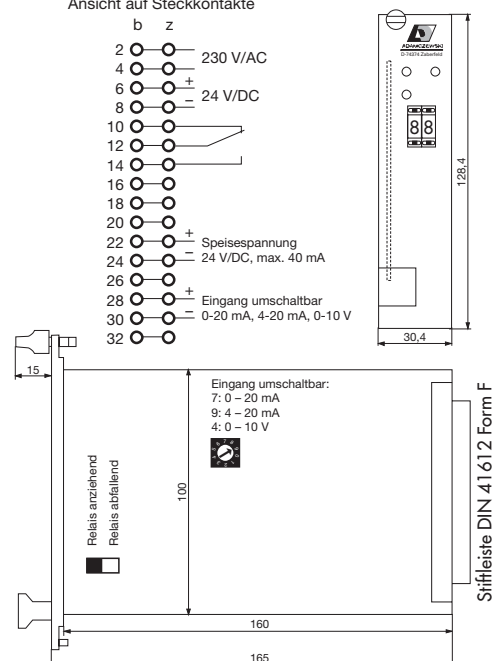 Ansicht auf Steckkontakte
b z
2
4
230 V/AC
6 +
8 –
24 V/DC
10
12
14
16
18
20
22 +
24 –
Speisespannung
24 V/DC, max. 40 mA
26
28 +
30 –
Eingang umschaltbar
0-20 mA, 4-20 mA, 0-10 V
32
ADAMCZEWSKI
D-74374 Zaberfeld
88
128,4
30,4
15
Eingang umschaltbar:
7: 0 – 20 mA
9: 4 – 20 mA
4: 0 – 10 V
Relais anziehend
Relais abfallend
100
160
165
Stiftleiste DIN 41612 Form F